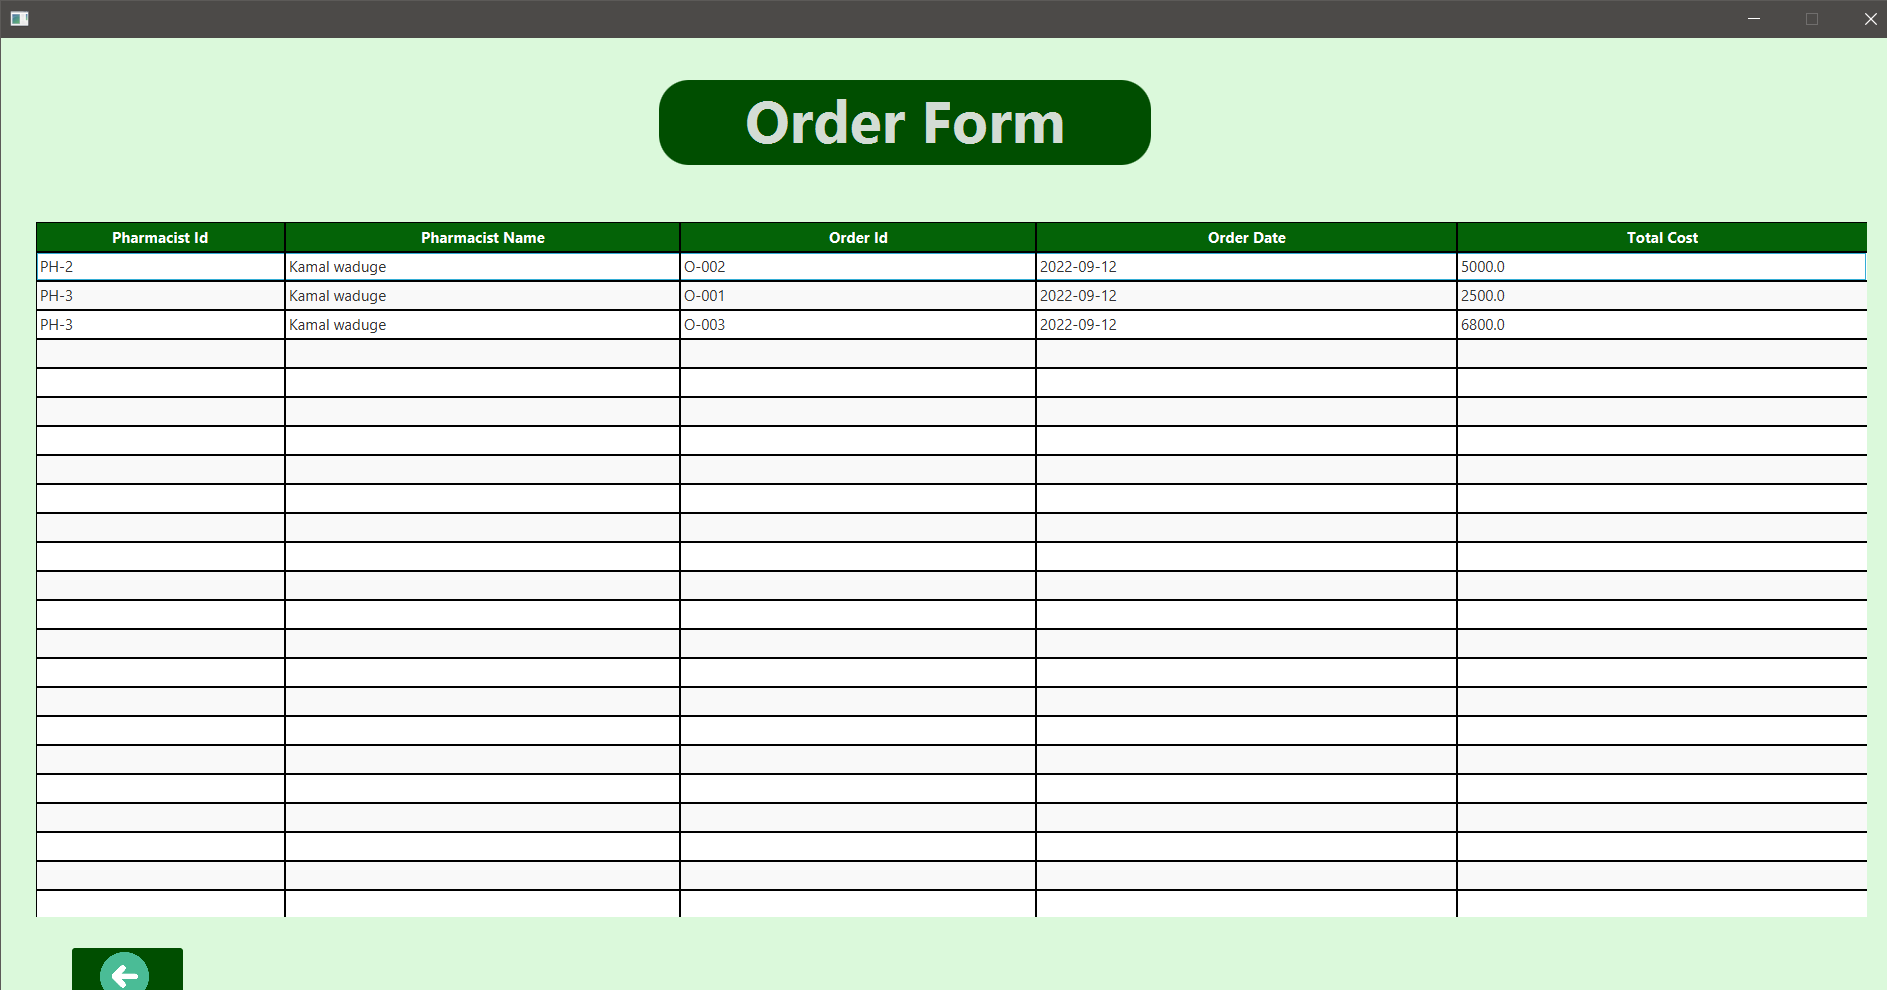 Order Form
Pharmacist Id Pharmacist Name Order Id Order Date Total Cost
PH-2 Kamal waduge O-002 2022-09-12 5000.0
PH-3 Kamal waduge O-001 2022-09-12 2500.0
PH-3 Kamal waduge O-003 2022-09-12 6800.0